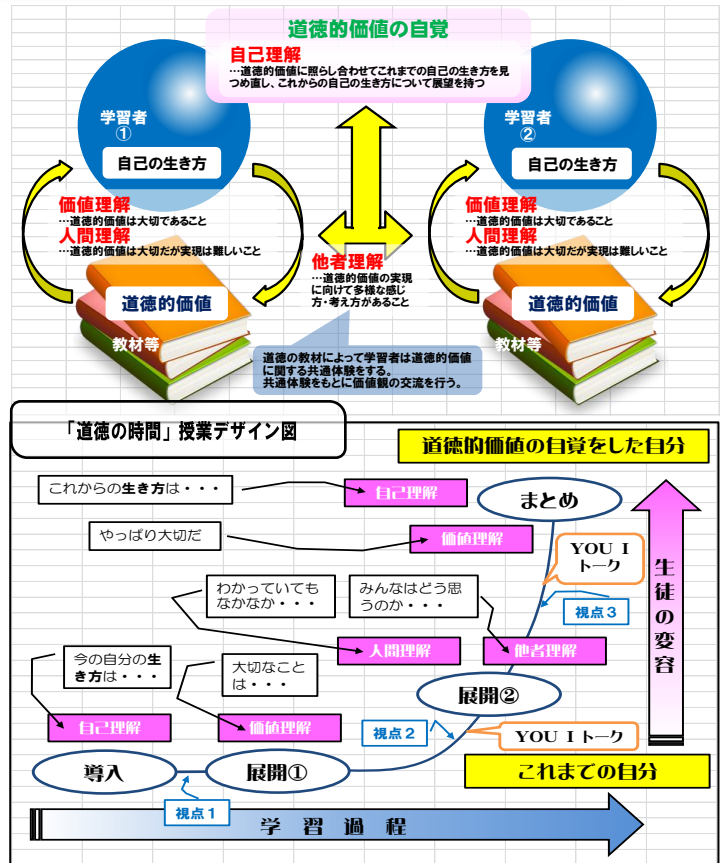 道徳的価値の自覚
自己理解
…道徳的価値に照らし合わせてこれまでの自己の生き方を見
つめ直し、これからの自己の生き方について展望を持つ
学習者
①
自己の生き方
価値理解
…道徳的価値は大切であること
人間理解
…道徳的価値は大切だが実現は難しいこと
道徳的価値
教材等
他者理解
…道徳的価値の実現
に向けて多様な感じ
方・考え方があること
道徳の教材によって学習者は道徳的価値
に関する共通体験をする。
共通体験をもとに価値観の交流を行う。
学習者
②
自己の生き方
価値理解
…道徳的価値は大切であること
人間理解
…道徳的価値は大切だが実現は難しいこと
道徳的価値
教材等
「道徳の時間」授業デザイン図
道徳的価値の自覚をした自分
これからの生き方は・・・
自己理解
まとめ
やっぱり大切だ
価値理解
YOU I
トーク
生徒の変容
わかっていても
なかなか・・・
みんなはどう思
うのか・・・
視点3
人間理解
他者理解
今の自分の生
き方は・・・
大切なこと
は・・・
展開②
自己理解
価値理解
視点2
YOU I トーク
導入
展開①
これまでの自分
視点1
学習過程